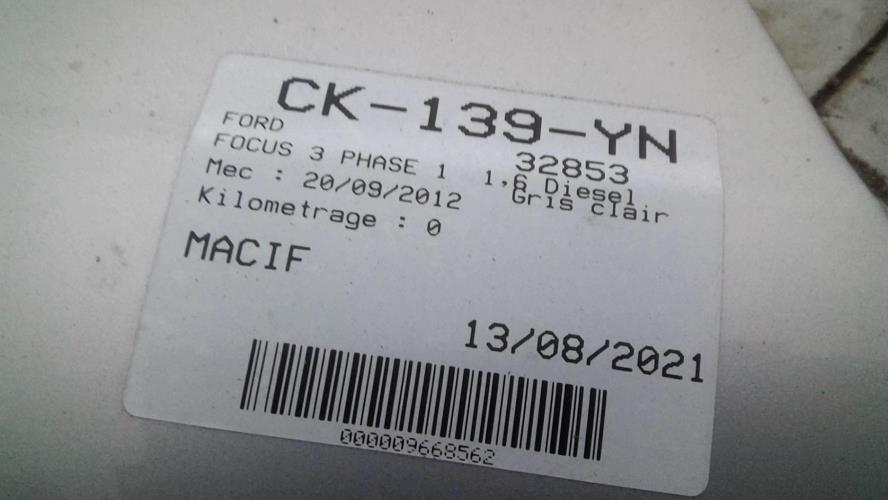 CK-139-YN
FORD 32853
FOCUS 3 PHASE 1 1,6 Diesel
Mec : 20/09/2012 Gris clair
Kilometrage : 0
MACIF
13/08/2021
000009668562